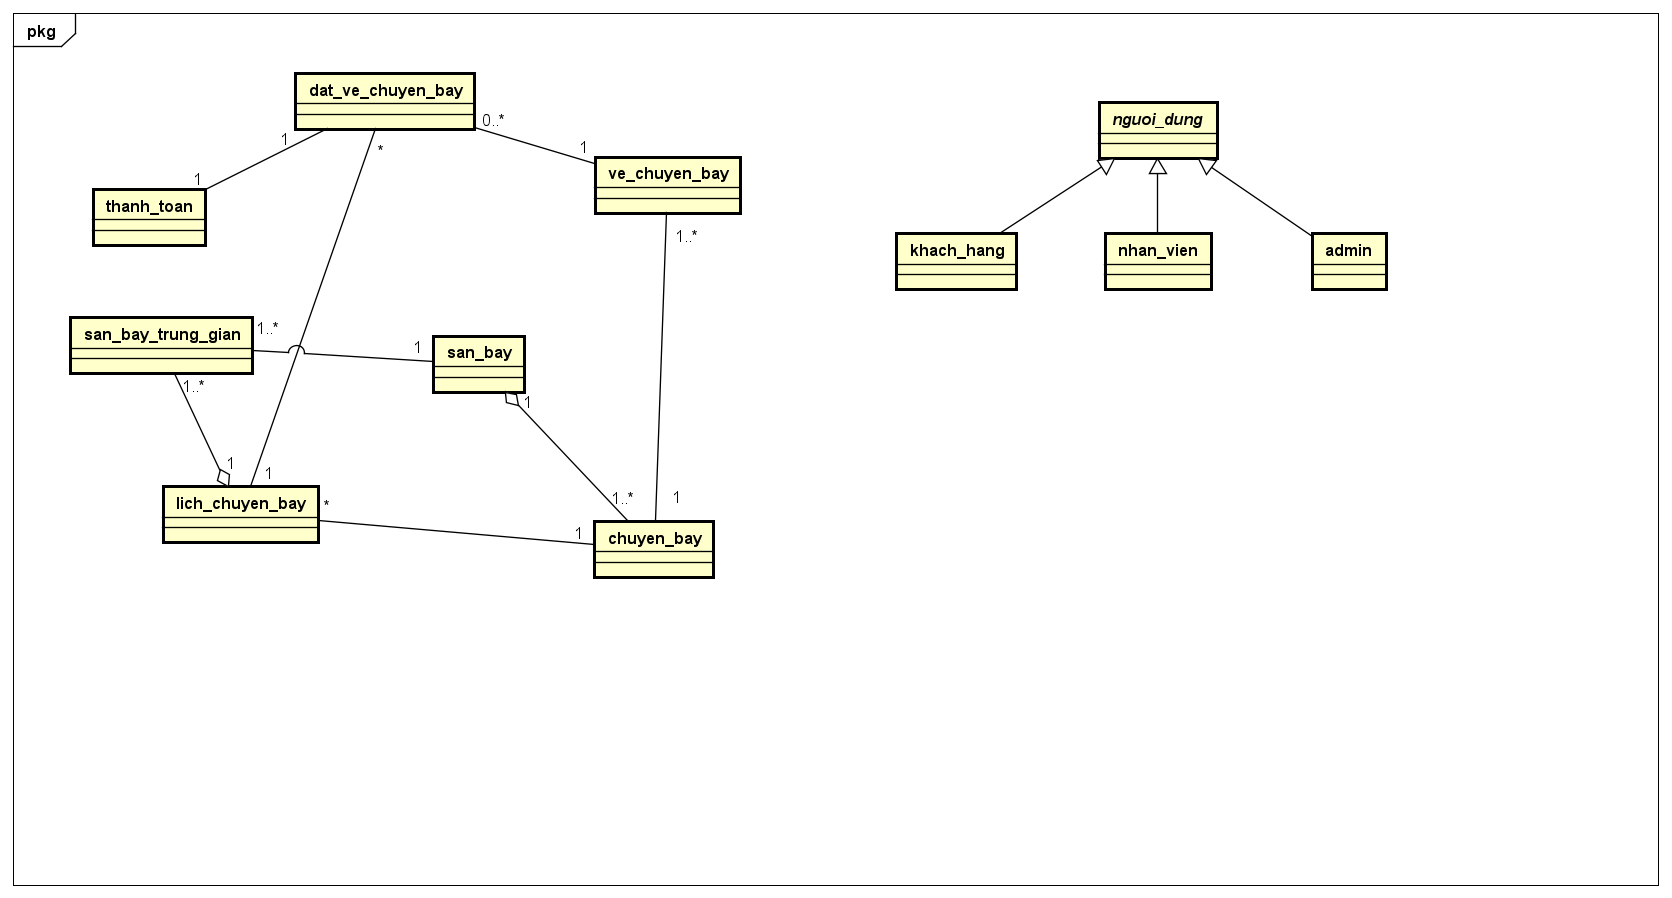 pkg
dat_ve_chuyen_bay
nguoi_dung
0..*
1
1
*
1
ve_chuyen_bay
thanh_toan
1..*
khach_hang
nhan_vien
admin
san_bay_trung_gian
1..*
1
san_bay
1..*
1
1
1
lich_chuyen_bay
*
1..*
1
1
chuyen_bay